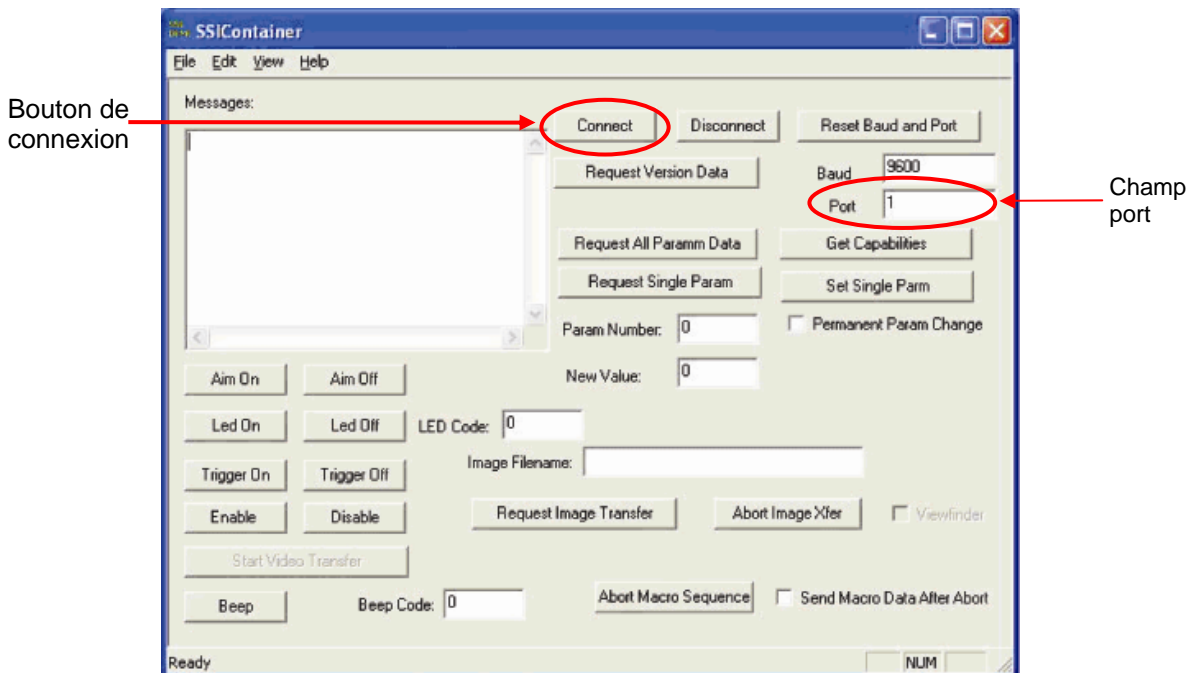 SSIContainer
File Edit View Help
Messages:
Bouton de
connexion
Connect
Disconnect
Reset Baud and Port
Request Version Data
Baud 9600
Port 1
Champ
port
Request All Paramm Data
Get Capabilities
Request Single Param
Set Single Parm
Param Number: 0
Permanent Param Change
New Value: 0
Aim On
Aim Off
Led On
Led Off
LED Code: 0
Image Filename:
Trigger On
Trigger Off
Enable
Disable
Request Image Transfer
Abort Image Xfer
Viewfinder
Start Video Transfer
Beep
Beep Code: 0
Abort Macro Sequence
Send Macro Data After Abort
Ready
NUM